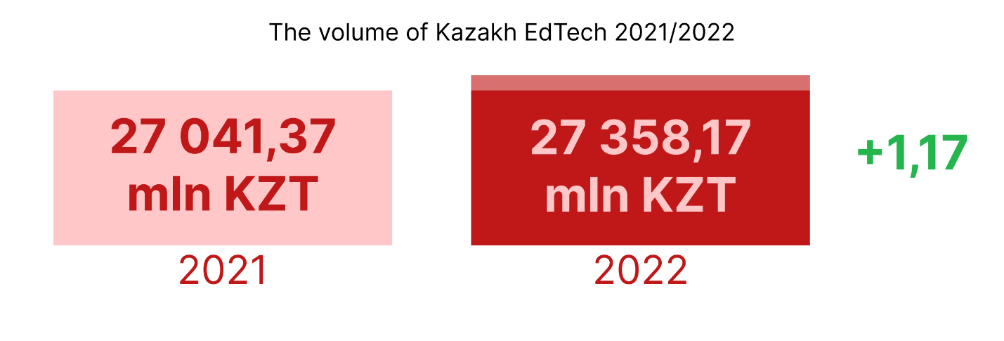 The volume of Kazakh EdTech 2021/2022
27 041,37
mln KZT
2021
27 358,17
mln KZT
2022
+1,17